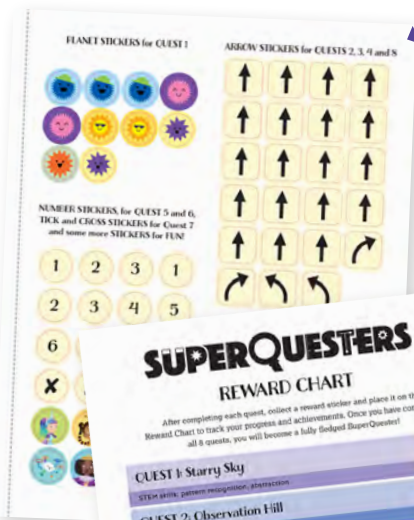 PLANET STICKERS for QUEST 1
ARROW STICKERS for QUESTS 2, 3, 4 and 8
NUMBER STICKERS, for QUEST 5 and 6,
TICK and CROSS STICKERS for Quest 7
and some more STICKERS for FUN!
1 2 3 1
2 3 4 5
6
SUPERQUESTERS
REWARD CHART
After completing each quest, collect a reward sticker and place it on
Reward Chart to track your progress and achievements. Once you have
all 8 quests, you will become a fully fledged SuperQuester!
QUEST 1: Starry Sky
STEM skills: pattern recognition, abstraction
QUEST 2: Observation Hill